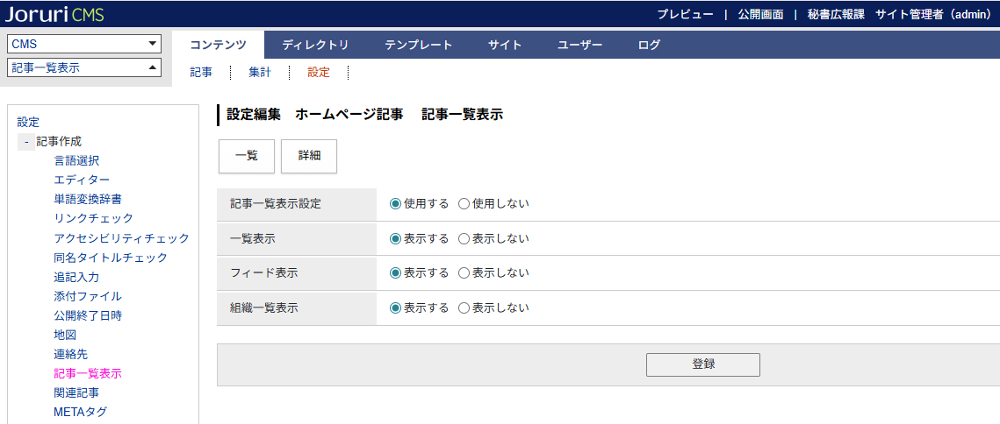 Joruri CMS
プレビュー | 公開画面 | 秘書広報課 サイト管理者（admin）
CMS
コンテンツ ディレクトリ テンプレート サイト ユーザー ログ
記事一覧表示
記事 集計 設定
設定
- 記事作成
言語選択
エディター
単語変換辞書
リンクチェック
アクセシビリティチェック
同名タイトルチェック
追記入力
添付ファイル
公開終了日時
地図
連絡先
記事一覧表示
関連記事
METAタグ
設定編集 ホームページ記事 記事一覧表示
一覧 詳細
記事一覧表示設定 使用する 使用しない
一覧表示 表示する 表示しない
フィード表示 表示する 表示しない
組織一覧表示 表示する 表示しない
登録